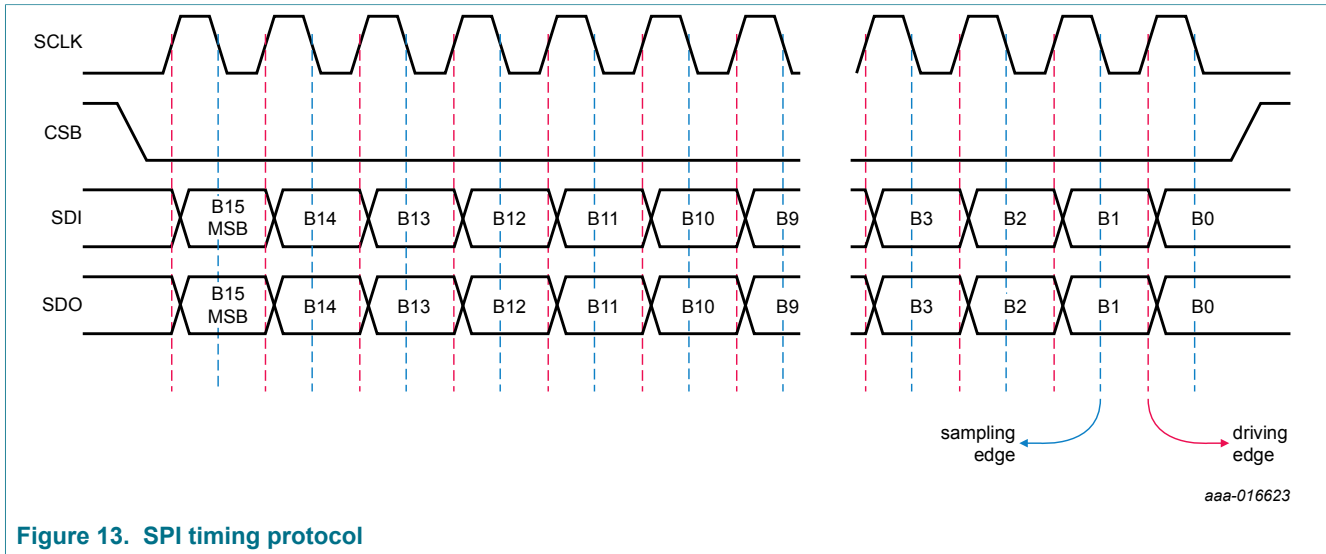 SCLK
CSB
SDI
B15
MSB
B14
B13
B12
B11
B10
B9
B3
B2
B1
B0
SDO
B15
MSB
B14
B13
B12
B11
B10
B9
B3
B2
B1
B0
sampling
edge
driving
edge
aaa-016623
Figure 13. SPI timing protocol